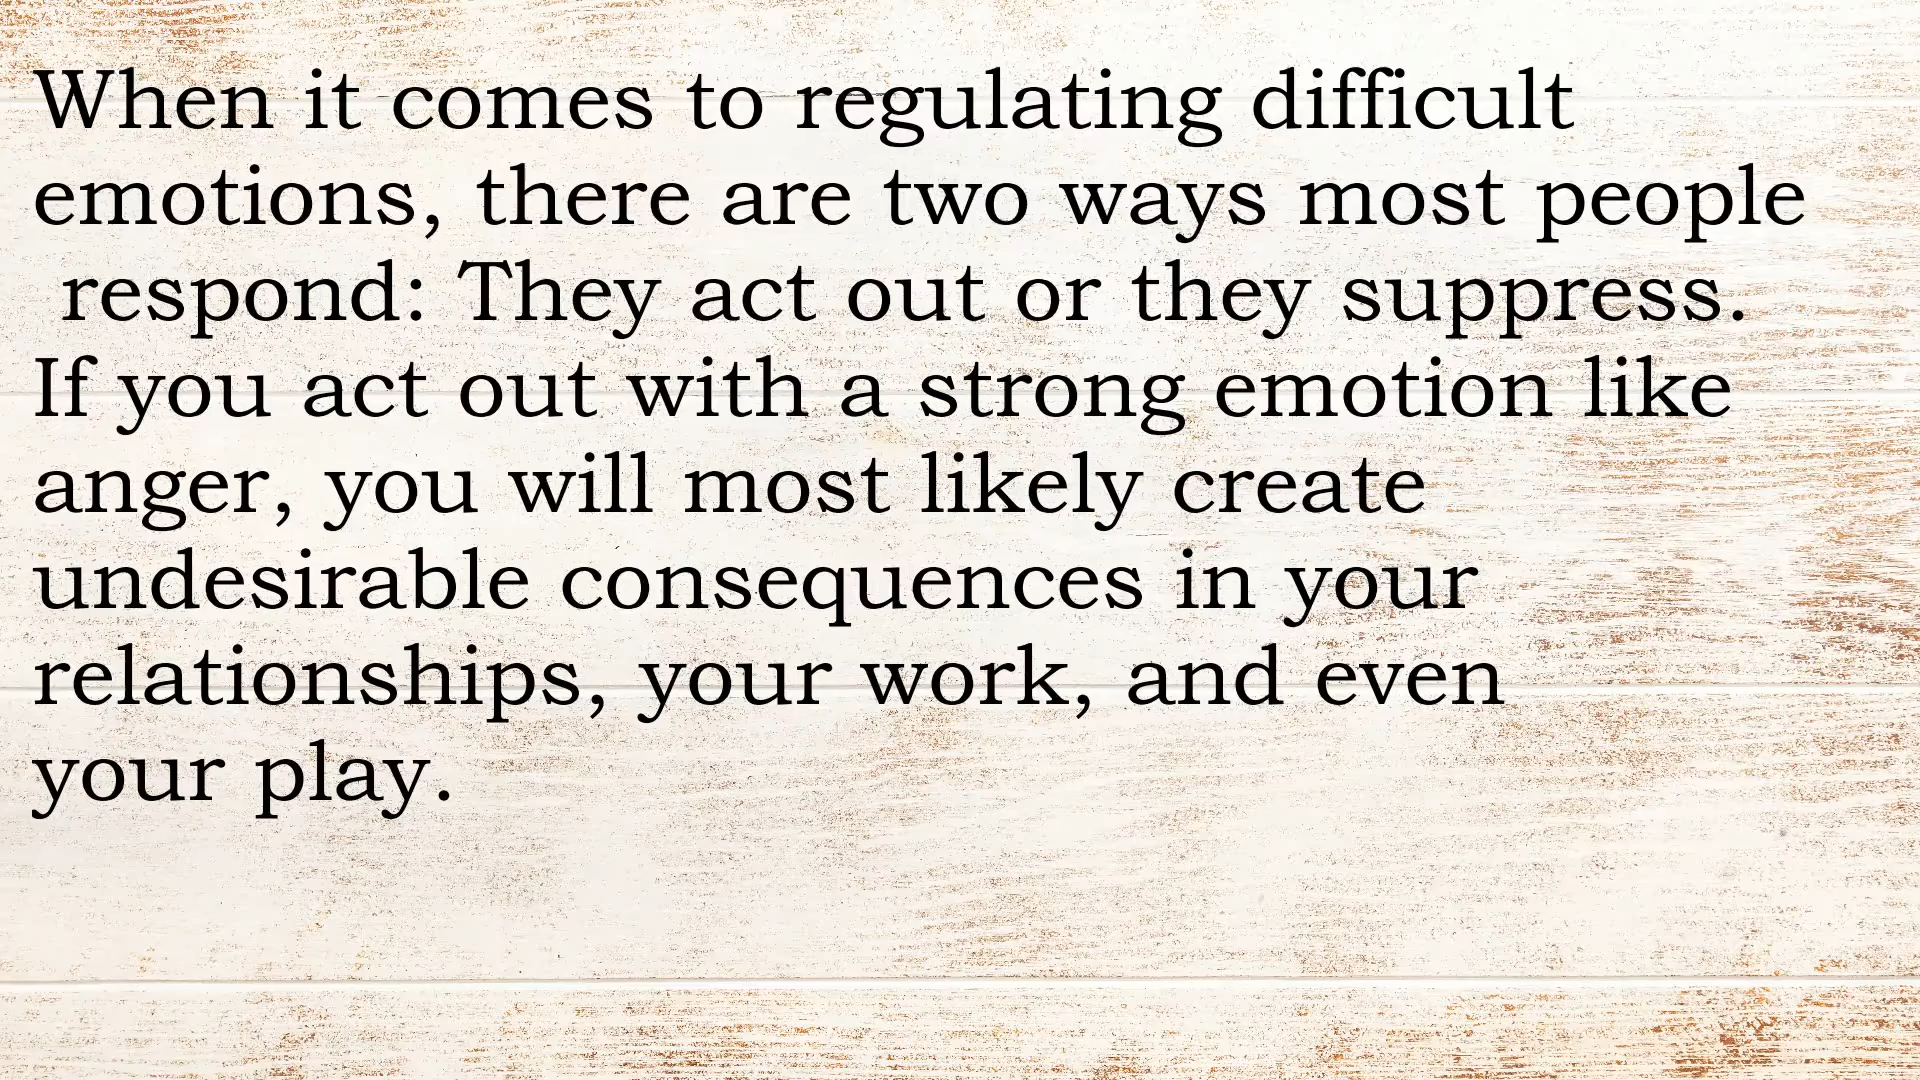 When it comes to regulating difficult
emotions, there are two ways most people
respond: They act out or they suppress.
If you act out with a strong emotion like
anger, you will most likely create
undesirable consequences in your
relationships, your work, and even
your play.